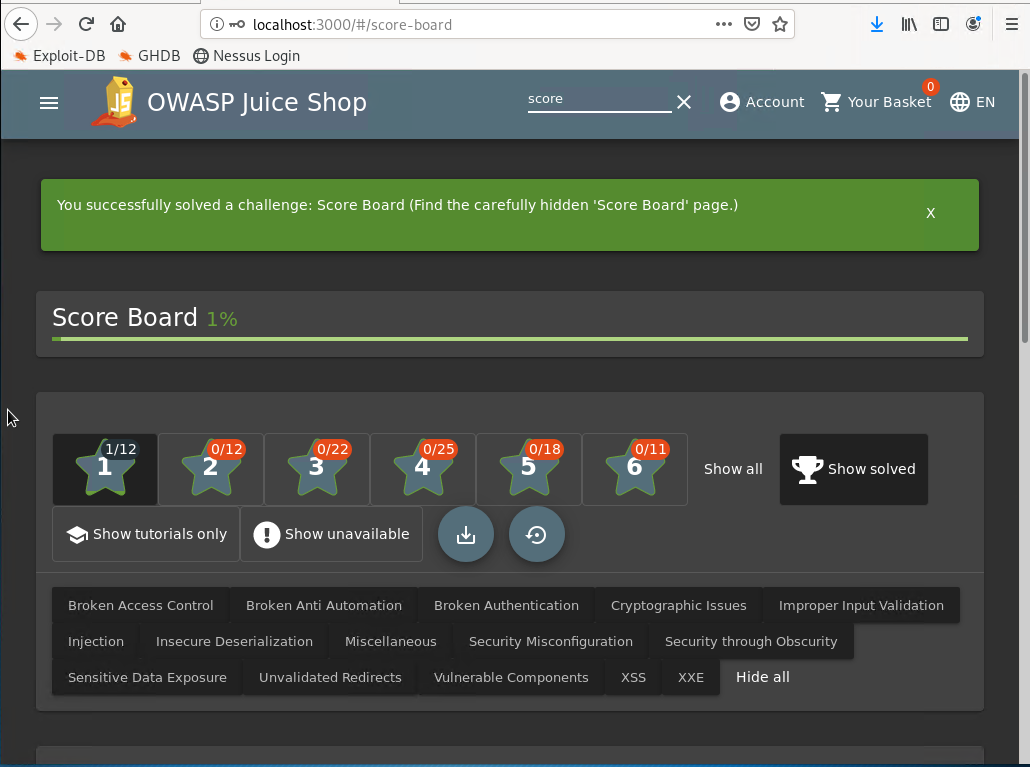 localhost:3000/#/score-board
Exploit-DB GHDB Nessus Login
JS OWASP Juice Shop score Account Your Basket 0 EN
You successfully solved a challenge: Score Board (Find the carefully hidden 'Score Board' page.) X
Score Board 1%
1 1/12 2 0/12 3 0/22 4 0/25 5 0/18 6 0/11 Show all Show solved
Show tutorials only Show unavailable
Broken Access Control Broken Anti Automation Broken Authentication Cryptographic Issues Improper Input Validation
Injection Insecure Deserialization Miscellaneous Security Misconfiguration Security through Obscurity
Sensitive Data Exposure Unvalidated Redirects Vulnerable Components XSS XXE Hide all